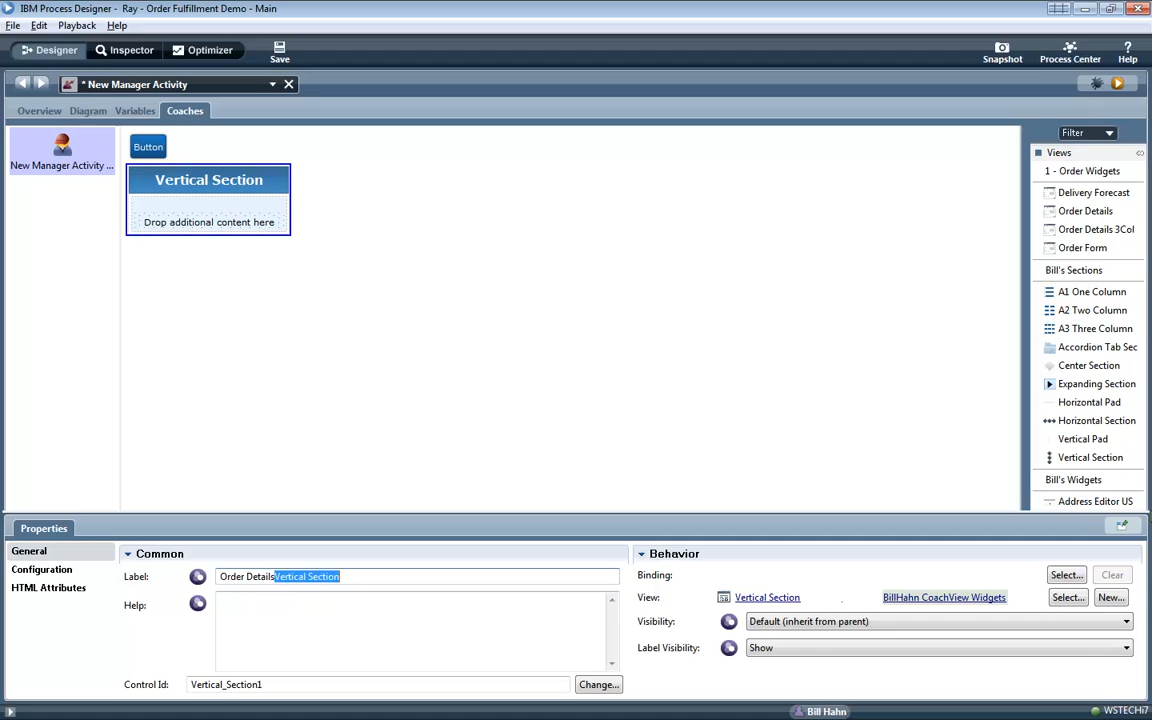 IBM Process Designer - Ray - Order Fulfillment Demo - Main
File Edit Playback Help
Designer Inspector Optimizer Save Snapshot Process Center Help
* New Manager Activity
Overview Diagram Variables Coaches
New Manager Activity ...
Button
Vertical Section
Drop additional content here
Filter
Views
1 - Order Widgets
Delivery Forecast
Order Details
Order Details 3Col
Order Form
Bill's Sections
A1 One Column
A2 Two Column
A3 Three Column
Accordion Tab Sec
Center Section
Expanding Section
Horizontal Pad
Horizontal Section
Vertical Pad
Vertical Section
Bill's Widgets
Address Editor US
Properties
General
Configuration
HTML Attributes
Common
Label: Order DetailsVertical Section
Help:
Control Id: Vertical_Section1 Change...
Behavior
Binding: Select... Clear
View: Vertical Section BillHahn CoachView Widgets Select... New...
Visibility: Default (inherit from parent)
Label Visibility: Show
Bill Hahn
WSTECHi7